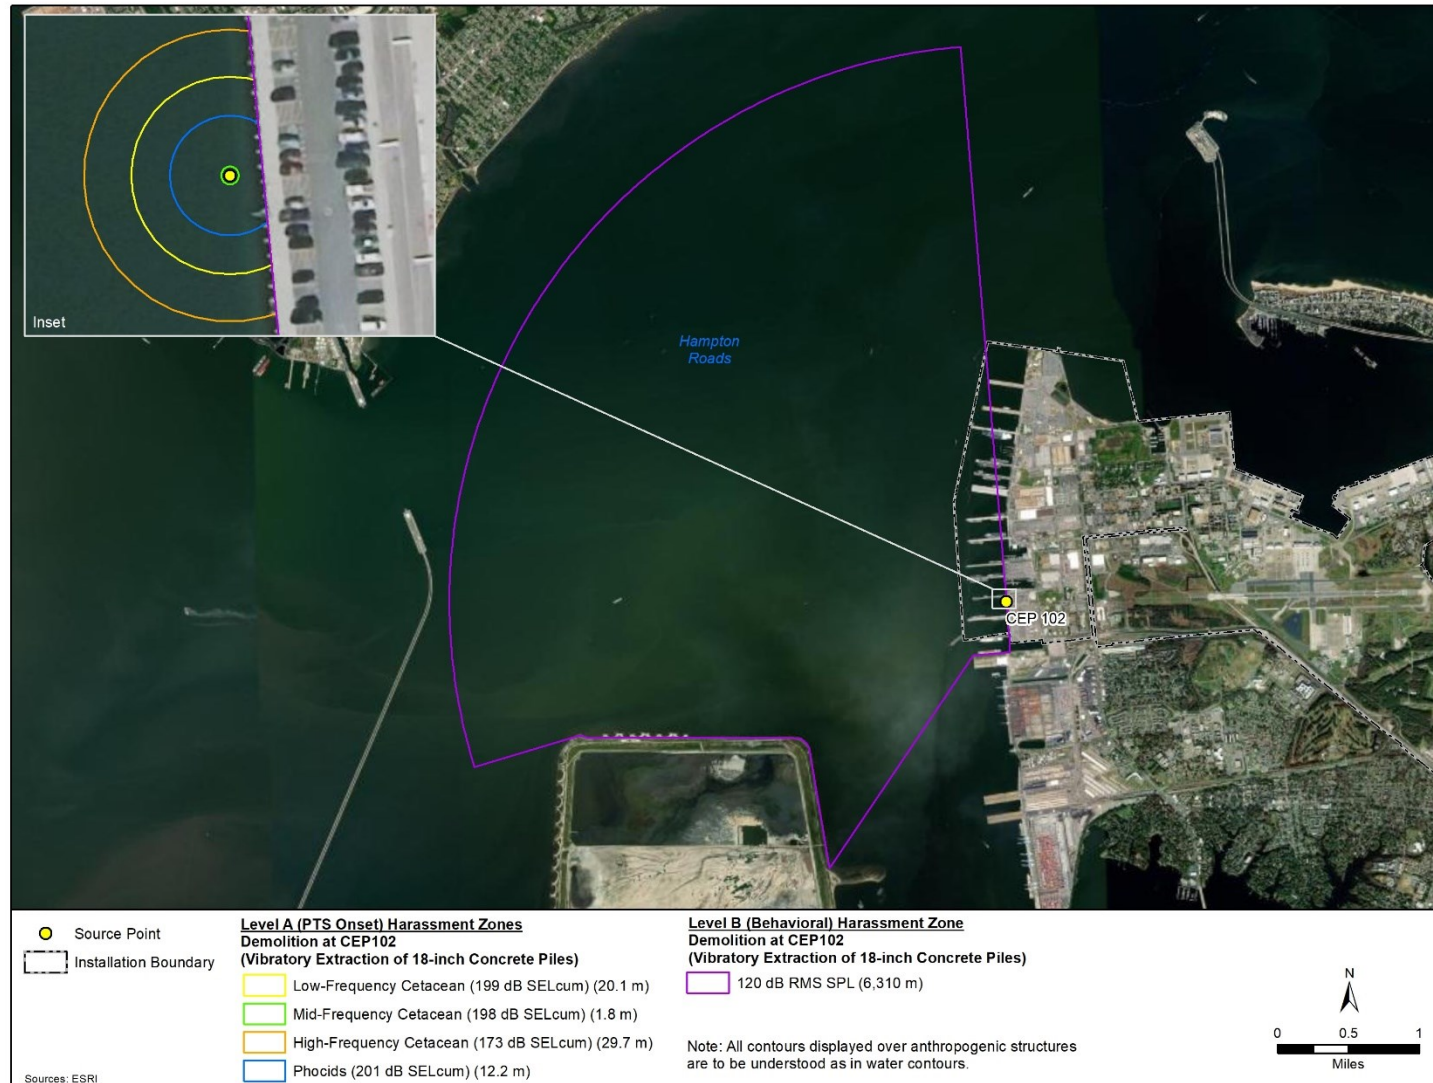 Inset
Hampton
Roads
CEP 102
Source Point
Installation Boundary
Sources: ESRI
Level A (PTS Onset) Harassment Zones
Demolition at CEP102
(Vibratory Extraction of 18-inch Concrete Piles)
Low-Frequency Cetacean (199 dB SELcum) (20.1 m)
Mid-Frequency Cetacean (198 dB SELcum) (1.8 m)
High-Frequency Cetacean (173 dB SELcum) (29.7 m)
Phocids (201 dB SELcum) (12.2 m)
Level B (Behavioral) Harassment Zone
Demolition at CEP102
(Vibratory Extraction of 18-inch Concrete Piles)
120 dB RMS SPL (6,310 m)
Note: All contours displayed over anthropogenic structures
are to be understood as in water contours.
N
0 0.5 1
Miles